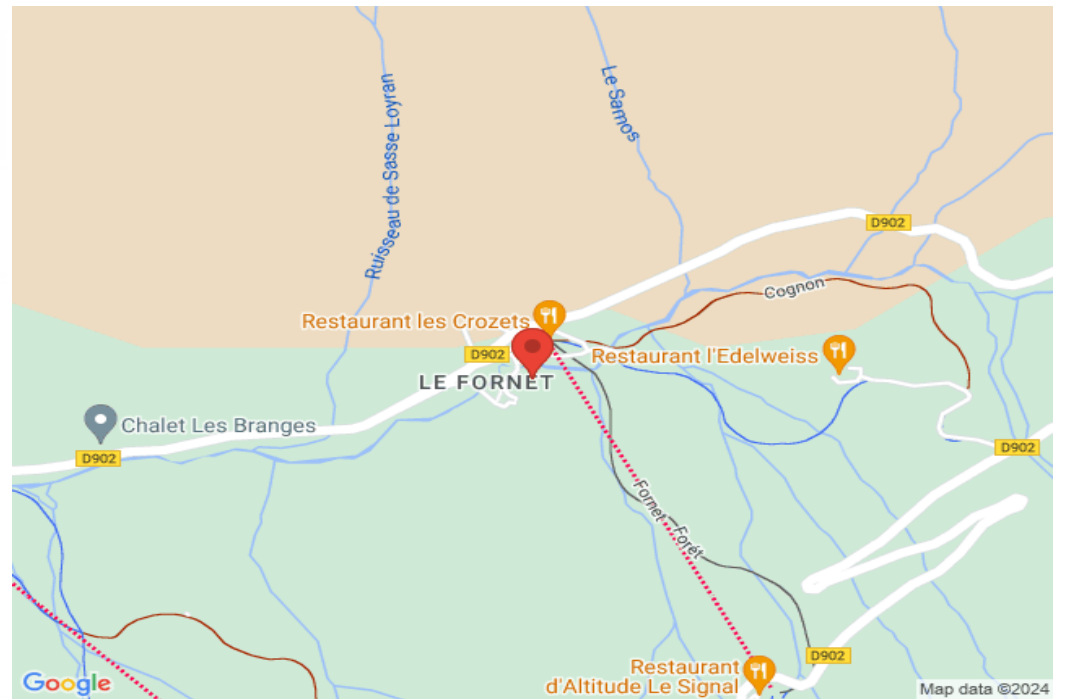 Ruisseau de Sasse Loyran
Le Samos
D902
Cognon
Restaurant les Crozets
D902
Restaurant l'Edelweiss
LE FORNET
Chalet Les Branges
D902
D902
Fornet
Forêt
D902
Restaurant
d'Altitude Le Signal
Google
Map data ©2024